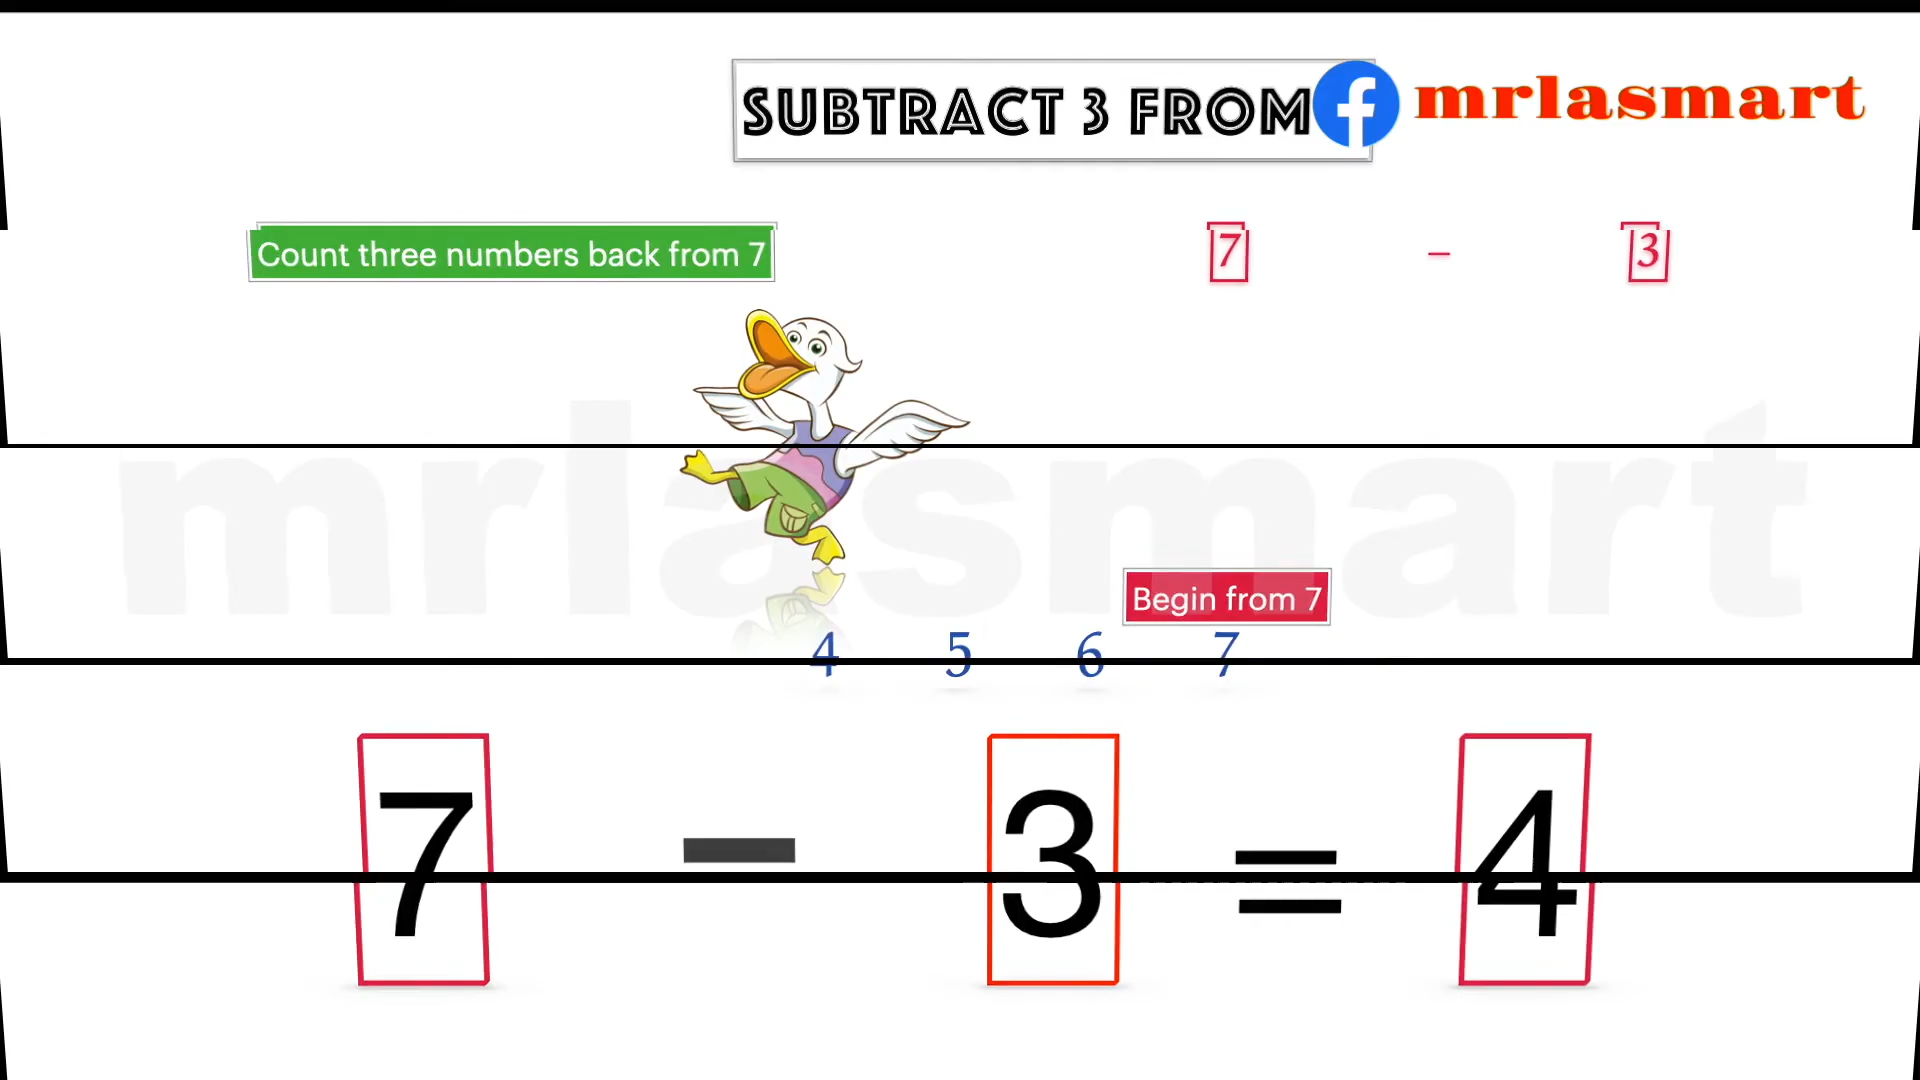 SUBTRACT 3 FROM
mrlasmart
Count three numbers back from 7
7 – 3
mrlasmart
Begin from 7
4 5 6 7
7 – 3 = 4